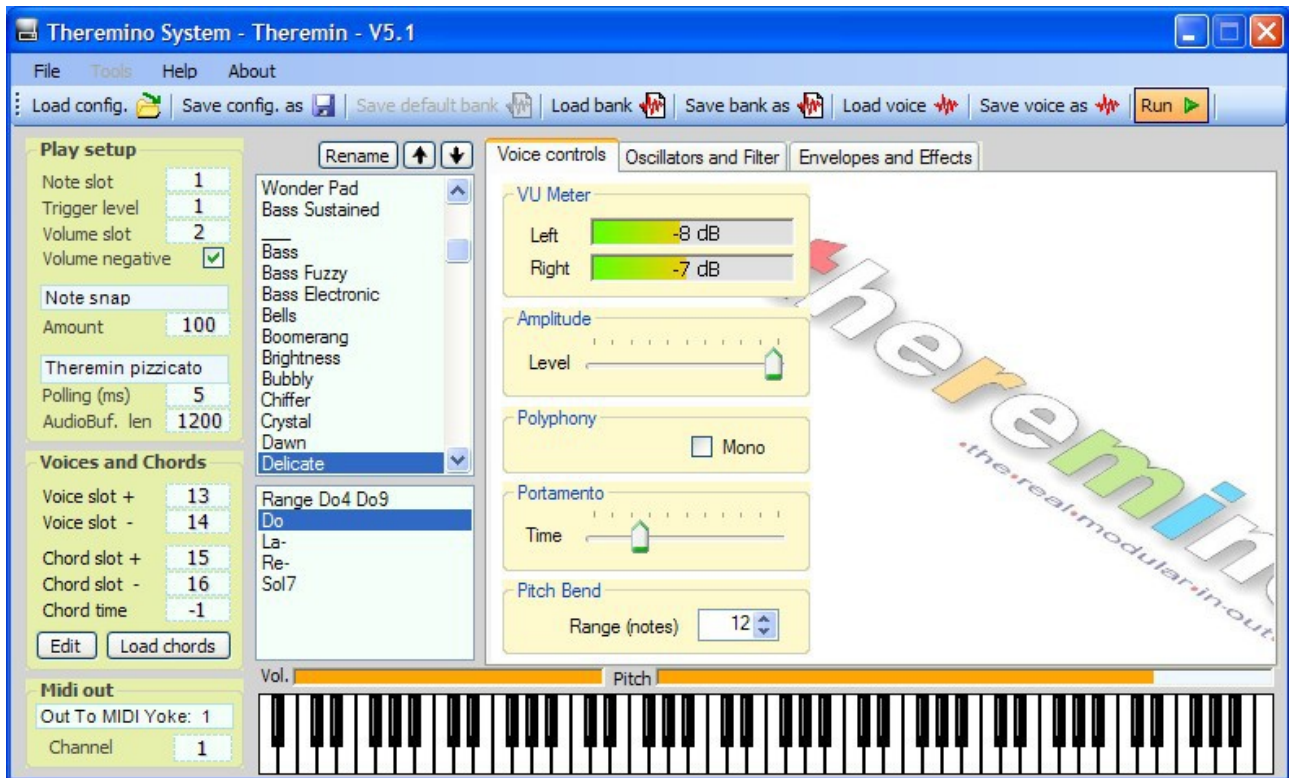 Theremino System - Theremin - V5.1
File Tools Help About
Load config. Save config. as Save default bank Load bank Save bank as Load voice Save voice as Run
Play setup
Note slot 1
Trigger level 1
Volume slot 2
Volume negative
Note snap
Amount 100
Theremin pizzicato
Polling (ms) 5
AudioBuf. len 1200
Voices and Chords
Voice slot + 13
Voice slot - 14
Chord slot + 15
Chord slot - 16
Chord time -1
Edit Load chords
Midi out
Out To MIDI Yoke: 1
Channel 1
Rename
Wonder Pad
Bass Sustained
___
Bass
Bass Fuzzy
Bass Electronic
Bells
Boomerang
Brightness
Bubbly
Chiffer
Crystal
Dawn
Delicate
Range Do4 Do9
Do
La-
Re-
Sol7
Voice controls Oscillators and Filter Envelopes and Effects
VU Meter
Left -8 dB
Right -7 dB
Amplitude
Level
Polyphony
Mono
Portamento
Time
Pitch Bend
Range (notes) 12
theremino
•the•real•modular•in•out
Vol. Pitch